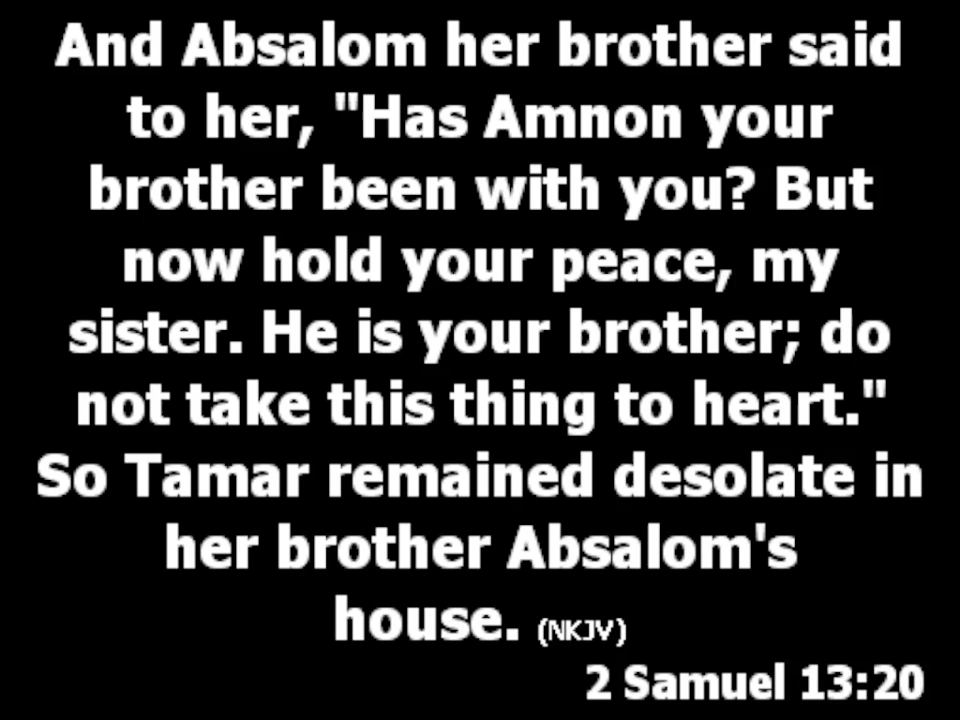 And Absalom her brother said
to her, "Has Amnon your
brother been with you? But
now hold your peace, my
sister. He is your brother; do
not take this thing to heart."
So Tamar remained desolate in
her brother Absalom's
house. (NKJV)
2 Samuel 13:20